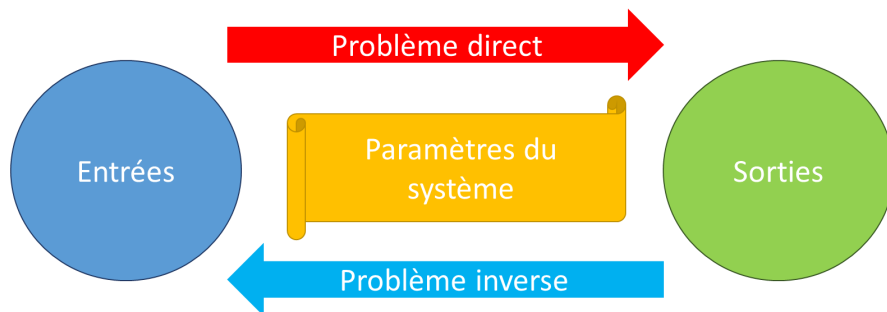 Problème direct
Entrées
Paramètres du
système
Sorties
Problème inverse